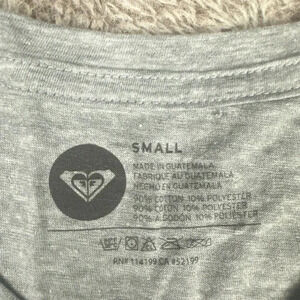 SMALL
MADE IN GUATEMALA
FABRIQUE AU GUATEMALA
HECHO EN GUATEMALA
90% COTTON 10% POLYESTER
90% COTON 10% POLYESTER
90% ALGODON 10% POLIESTER
RN# 114199 CA #52199